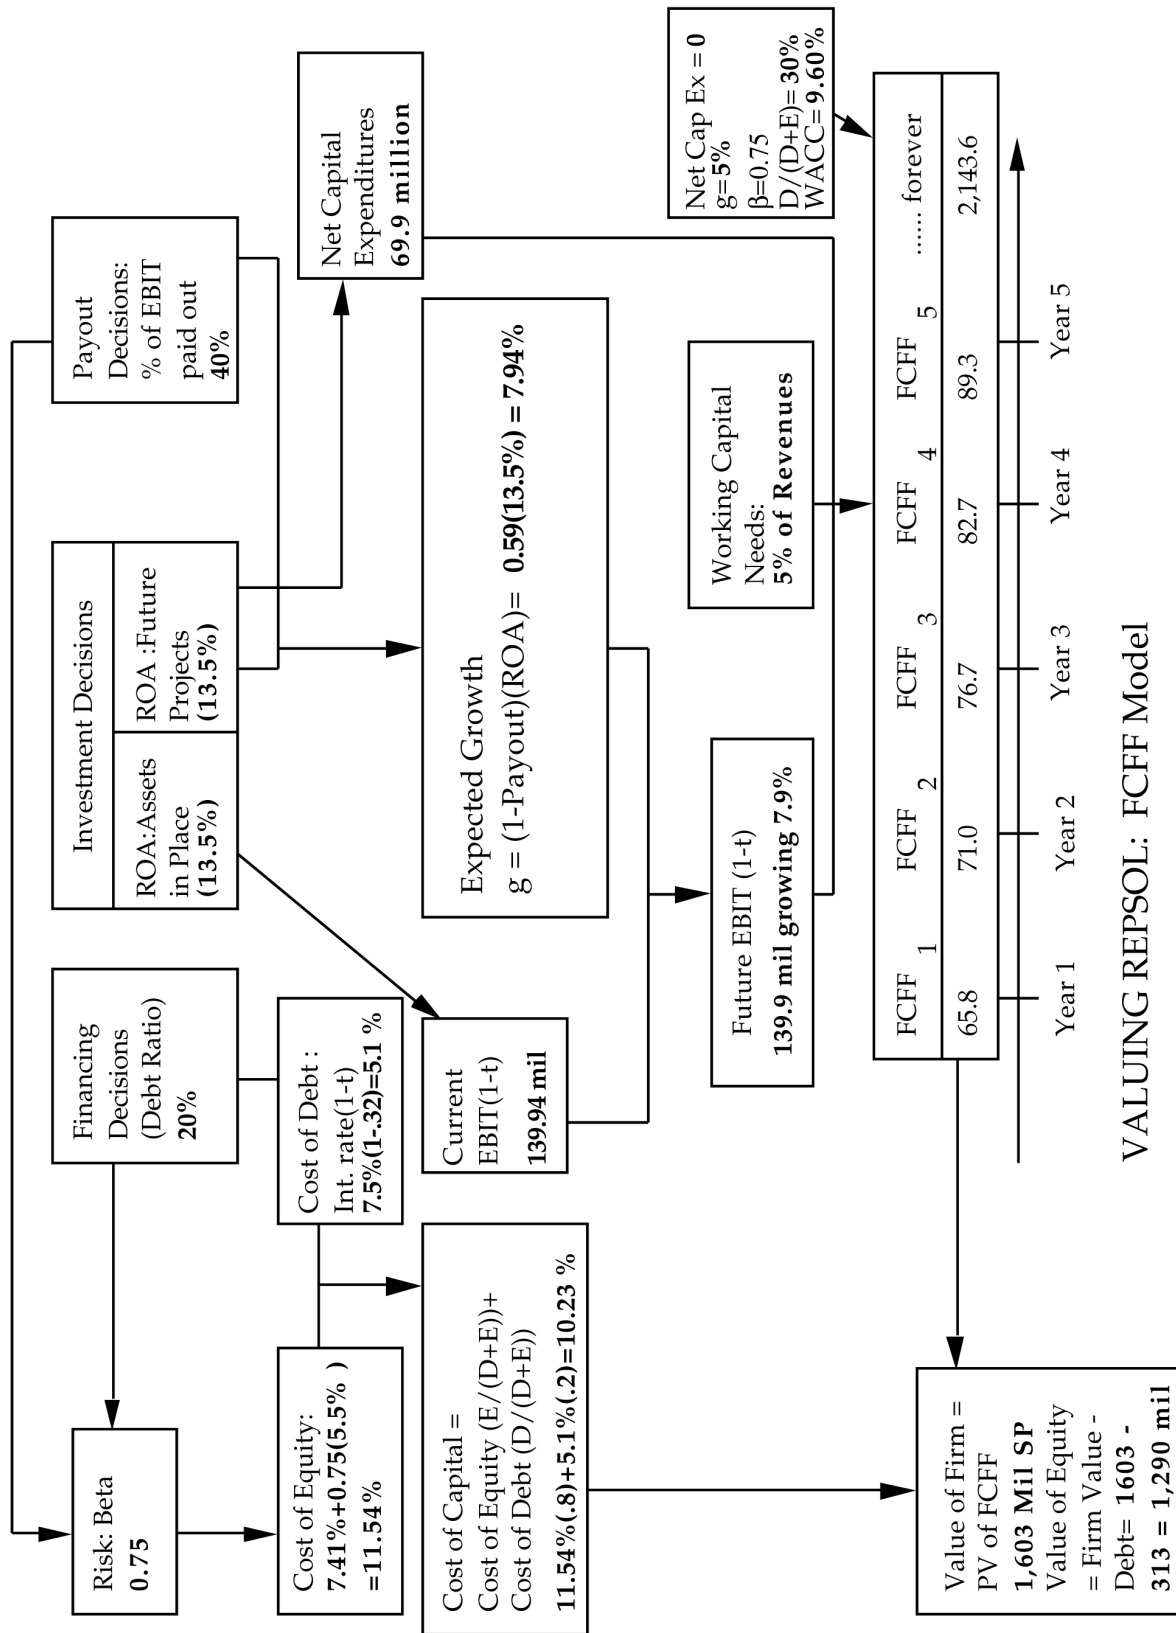 Payout
Decisions:
% of EBIT
paid out
40%
Investment Decisions
ROA:Assets
in Place
(13.5%)
ROA :Future
Projects
(13.5%)
Financing
Decisions
(Debt Ratio)
20%
Risk: Beta
0.75
Net Capital
Expenditures
69.9 million
Cost of Debt :
Int. rate(1-t)
7.5%(1-.32)=5.1 %
Cost of Equity:
7.41%+0.75(5.5% )
=11.54%
Expected Growth
g = (1-Payout)(ROA)= 0.59(13.5%) = 7.94%
Current
EBIT(1-t)
139.94 mil
Cost of Capital =
Cost of Equity (E/(D+E))+
Cost of Debt (D/(D+E))
11.54%(.8)+5.1%(.2)=10.23 %
Net Cap Ex = 0
g=5%
β=0.75
D/(D+E)= 30%
WACC= 9.60%
Working Capital
Needs:
5% of Revenues
Future EBIT (1-t)
139.9 mil growing 7.9%
FCFF 1 FCFF 2 FCFF 3 FCFF 4 FCFF 5 ...... forever
65.8 71.0 76.7 82.7 89.3 2,143.6
Year 1 Year 2 Year 3 Year 4 Year 5
Value of Firm =
PV of FCFF
1,603 Mil SP
Value of Equity
= Firm Value -
Debt= 1603 -
313 = 1,290 mil
VALUING REPSOL: FCFF Model